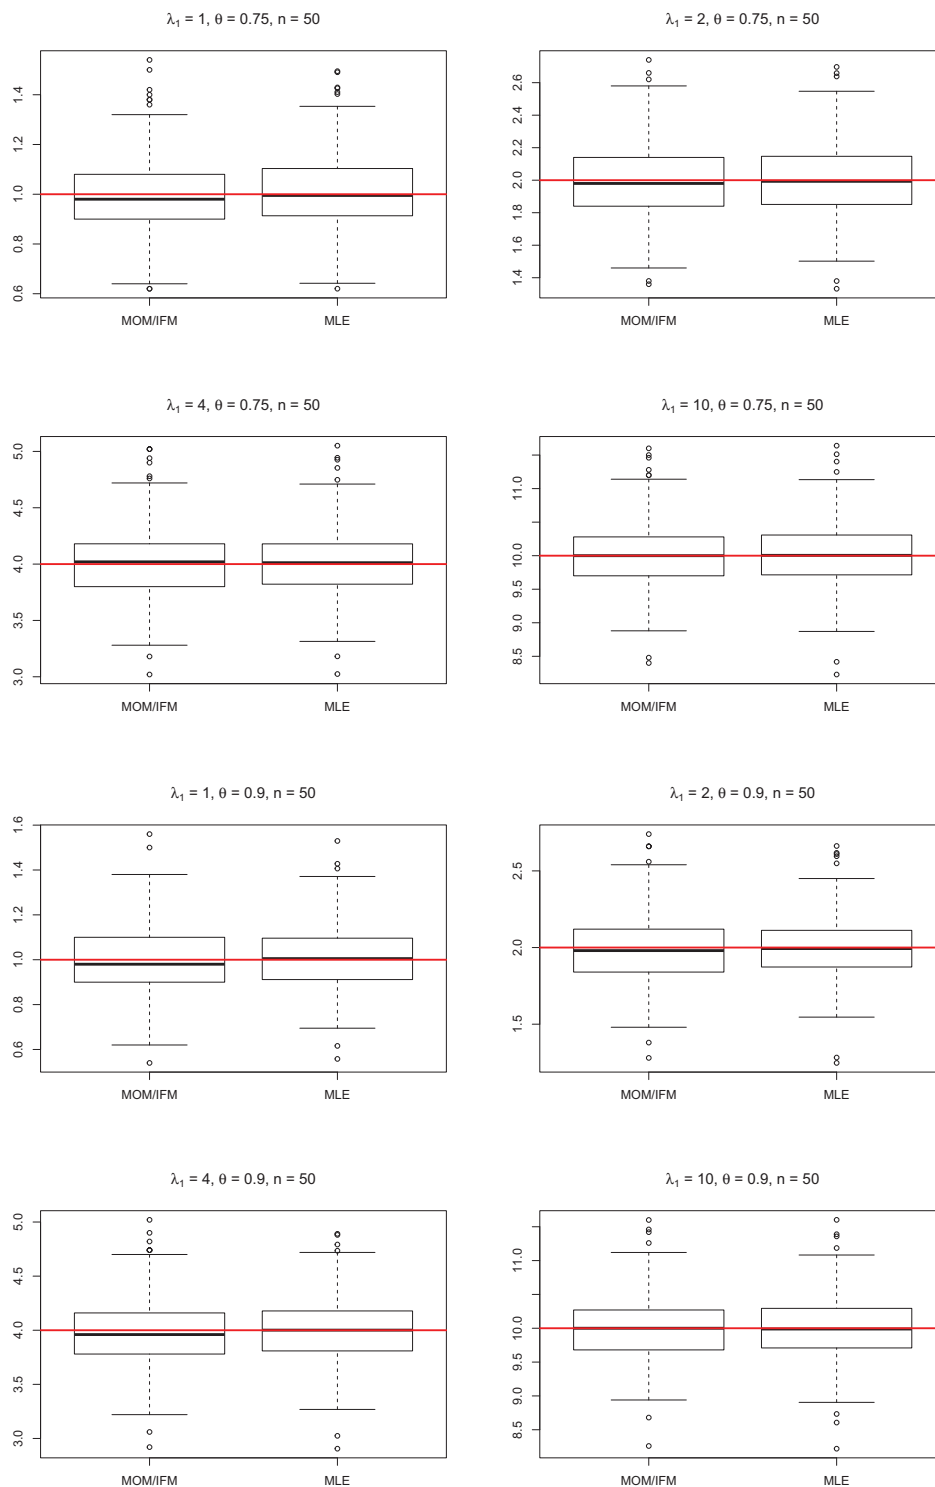 λ₁ = 1, θ = 0.75, n = 50
0.6 0.8 1.0 1.2 1.4
MOM/IFM MLE
λ₁ = 2, θ = 0.75, n = 50
1.4 1.6 1.8 2.0 2.2 2.4 2.6
MOM/IFM MLE
λ₁ = 4, θ = 0.75, n = 50
3.0 3.5 4.0 4.5 5.0
MOM/IFM MLE
λ₁ = 10, θ = 0.75, n = 50
8.5 9.0 9.5 10.0 11.0
MOM/IFM MLE
λ₁ = 1, θ = 0.9, n = 50
0.6 0.8 1.0 1.2 1.4 1.6
MOM/IFM MLE
λ₁ = 2, θ = 0.9, n = 50
1.5 2.0 2.5
MOM/IFM MLE
λ₁ = 4, θ = 0.9, n = 50
3.0 3.5 4.0 4.5 5.0
MOM/IFM MLE
λ₁ = 10, θ = 0.9, n = 50
8.5 9.0 9.5 10.0 11.0
MOM/IFM MLE